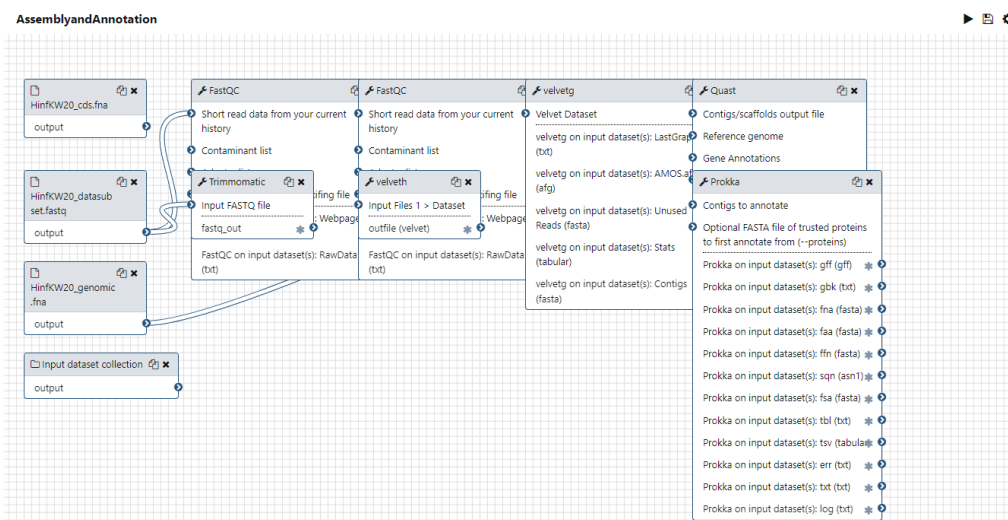 AssemblyandAnnotation
HinfKW20_cds.fna
output
HinfKW20_datasub
set.fastq
output
HinfKW20_genomic
.fna
output
Input dataset collection
output
FastQC
Short read data from your current
history
Contaminant list
Trimmomatic
Input FASTQ file
fastq_out
ifing file
: Webpage
FastQC on input dataset(s): RawData
(txt)
FastQC
Short read data from your current
history
Contaminant list
velveth
Input Files 1 > Dataset
outfile (velvet)
ifing file
: Webpage
FastQC on input dataset(s): RawData
(txt)
velvetg
Velvet Dataset
velvetg on input dataset(s): LastGrap
(txt)
velvetg on input dataset(s): AMOS.af
(afg)
velvetg on input dataset(s): Unused
Reads (fasta)
velvetg on input dataset(s): Stats
(tabular)
velvetg on input dataset(s): Contigs
(fasta)
Quast
Contigs/scaffolds output file
Reference genome
Gene Annotations
Prokka
Contigs to annotate
Optional FASTA file of trusted proteins
to first annotate from (--proteins)
Prokka on input dataset(s): gff (gff)
Prokka on input dataset(s): gbk (txt)
Prokka on input dataset(s): fna (fasta)
Prokka on input dataset(s): faa (fasta)
Prokka on input dataset(s): ffn (fasta)
Prokka on input dataset(s): sqn (asn1)
Prokka on input dataset(s): fsa (fasta)
Prokka on input dataset(s): tbl (txt)
Prokka on input dataset(s): tsv (tabular
Prokka on input dataset(s): err (txt)
Prokka on input dataset(s): txt (txt)
Prokka on input dataset(s): log (txt)